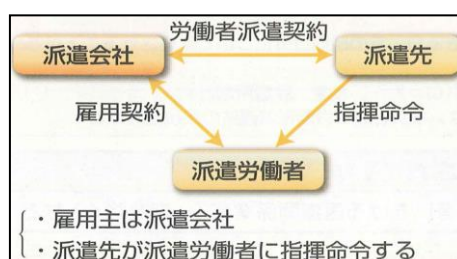 労働者派遣契約
派遣会社
派遣先
雇用契約
指揮命令
派遣労働者
・雇用主は派遣会社
・派遣先が派遣労働者に指揮命令する